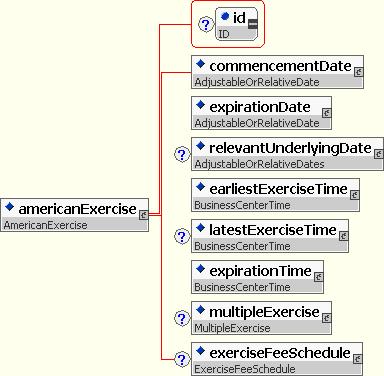 ? id
ID
commencementDate
AdjustableOrRelativeDate
expirationDate
AdjustableOrRelativeDate
? relevantUnderlyingDate
AdjustableOrRelativeDates
americanExercise
AmericanExercise
earliestExerciseTime
BusinessCenterTime
? latestExerciseTime
BusinessCenterTime
expirationTime
BusinessCenterTime
? multipleExercise
MultipleExercise
? exerciseFeeSchedule
ExerciseFeeSchedule